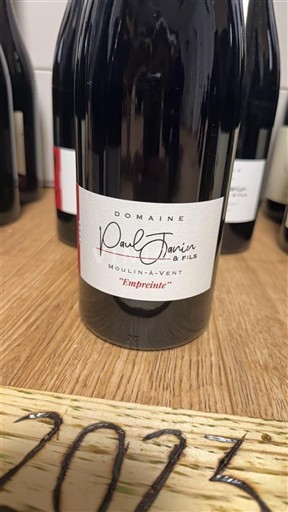 DOMAINE
Paul Janin
& FILS
MOULIN-À-VENT
"Empreinte"
2023